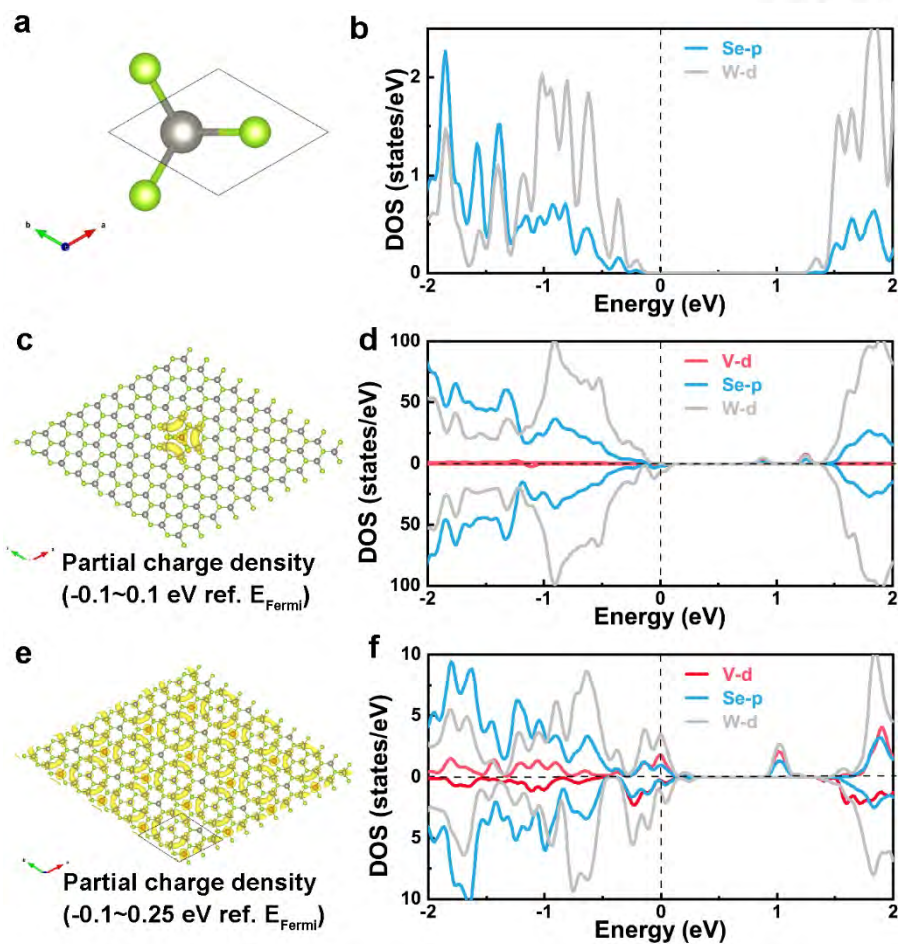 a
b a
b
DOS (states/eV)
2
1
0
Se-p
W-d
-2 -1 0 1 2
Energy (eV)
c
Partial charge density
(-0.1~0.1 eV ref. E_Fermi)
d
DOS (states/eV)
100
50
0
50
100
V-d
Se-p
W-d
-2 -1 0 1 2
Energy (eV)
e
Partial charge density
(-0.1~0.25 eV ref. E_Fermi)
f
DOS (states/eV)
10
5
0
5
10
V-d
Se-p
W-d
-2 -1 0 1 2
Energy (eV)